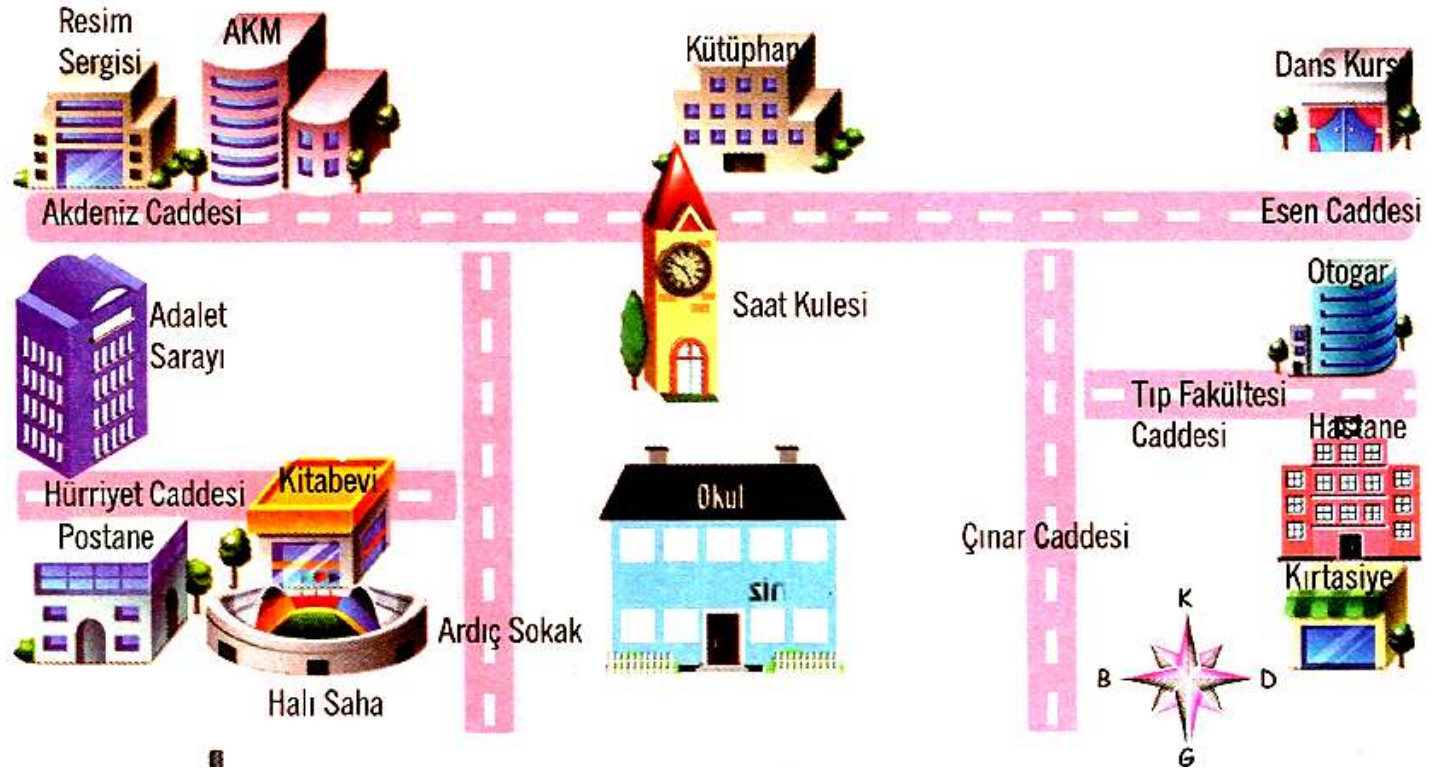 Resim
Sergisi
AKM
Kütüphan
Dans Kurs
Akdeniz Caddesi
Esen Caddesi
Adalet
Sarayı
Saat Kulesi
Otogar
Tıp Fakültesi
Caddesi
Hastane
Hürriyet Caddesi
Kitabevi
Okul
Postane
Çınar Caddesi
Kırtasiye
Ardıç Sokak
Halı Saha
K
B
D
G